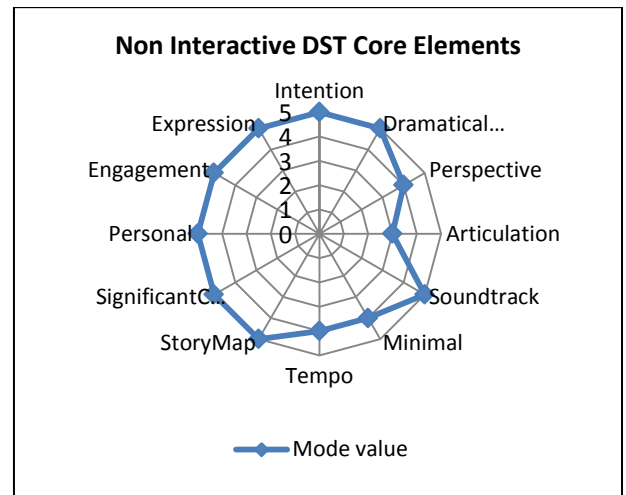 Non Interactive DST Core Elements
Intention
Dramatical...
Perspective
Articulation
Soundtrack
Minimal
Tempo
StoryMap
SignificantC...
Personal
Engagement
Expression
5
4
3
2
1
0
Mode value